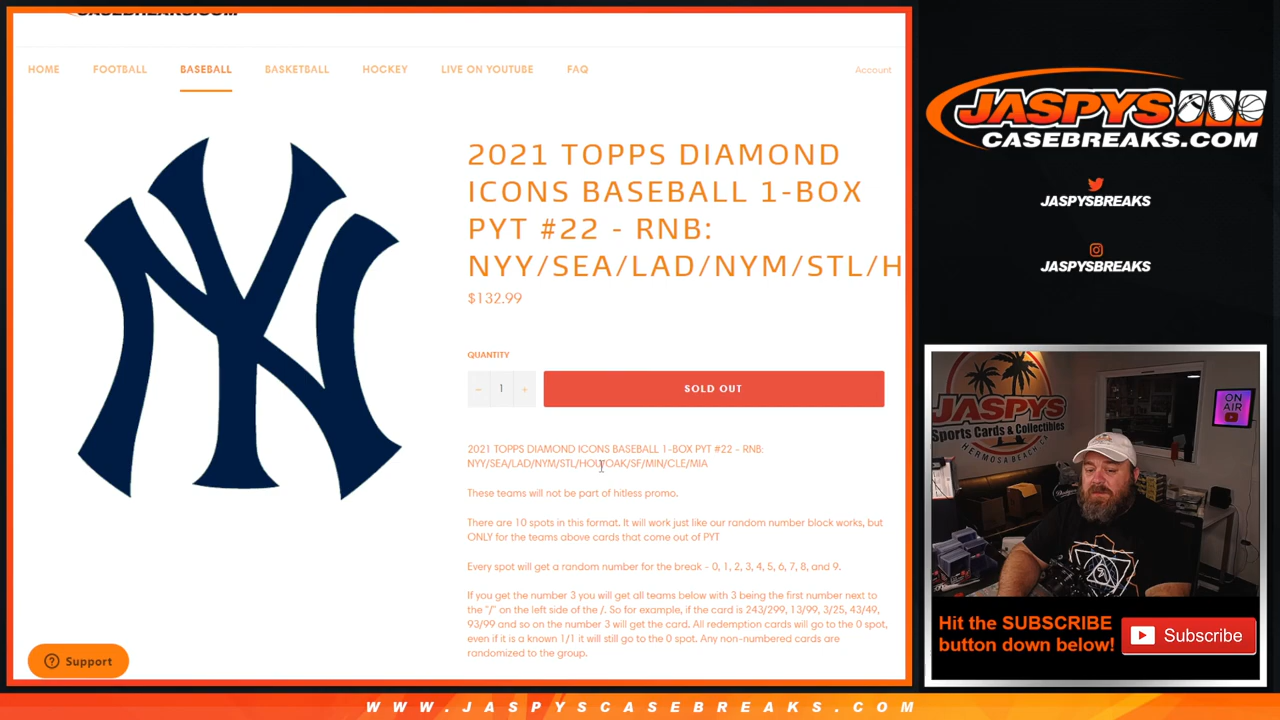 HOME FOOTBALL BASEBALL BASKETBALL HOCKEY LIVE ON YOUTUBE FAQ Account
2021 TOPPS DIAMOND
ICONS BASEBALL 1-BOX
PYT #22 - RNB:
NYY/SEA/LAD/NYM/STL/H
$132.99
QUANTITY
− 1 + SOLD OUT
2021 TOPPS DIAMOND ICONS BASEBALL 1-BOX PYT #22 - RNB:
NYY/SEA/LAD/NYM/STL/HOU/OAK/SF/MIN/CLE/MIA
These teams will not be part of hitless promo.
There are 10 spots in this format. It will work just like our random number block works, but
ONLY for the teams above cards that come out of PYT
Every spot will get a random number for the break - 0, 1, 2, 3, 4, 5, 6, 7, 8, and 9.
If you get the number 3 you will get all teams below with 3 being the first number next to
the "/" on the left side of the /. So for example, if the card is 243/299, 13/99, 3/25, 43/49,
93/99 and so on the number 3 will get the card. All redemption cards will go to the 0 spot,
even if it is a known 1/1 it will still go to the 0 spot. Any non-numbered cards are
randomized to the group.
Support
JASPYS
CASEBREAKS.COM
JASPYSBREAKS
JASPYSBREAKS
JASPYS
Sports Cards & Collectibles
HERMOSA BEACH, CA
ON
AIR
Hit the SUBSCRIBE
button down below!
Subscribe
WWW.JASPYSCASEBREAKS.COM